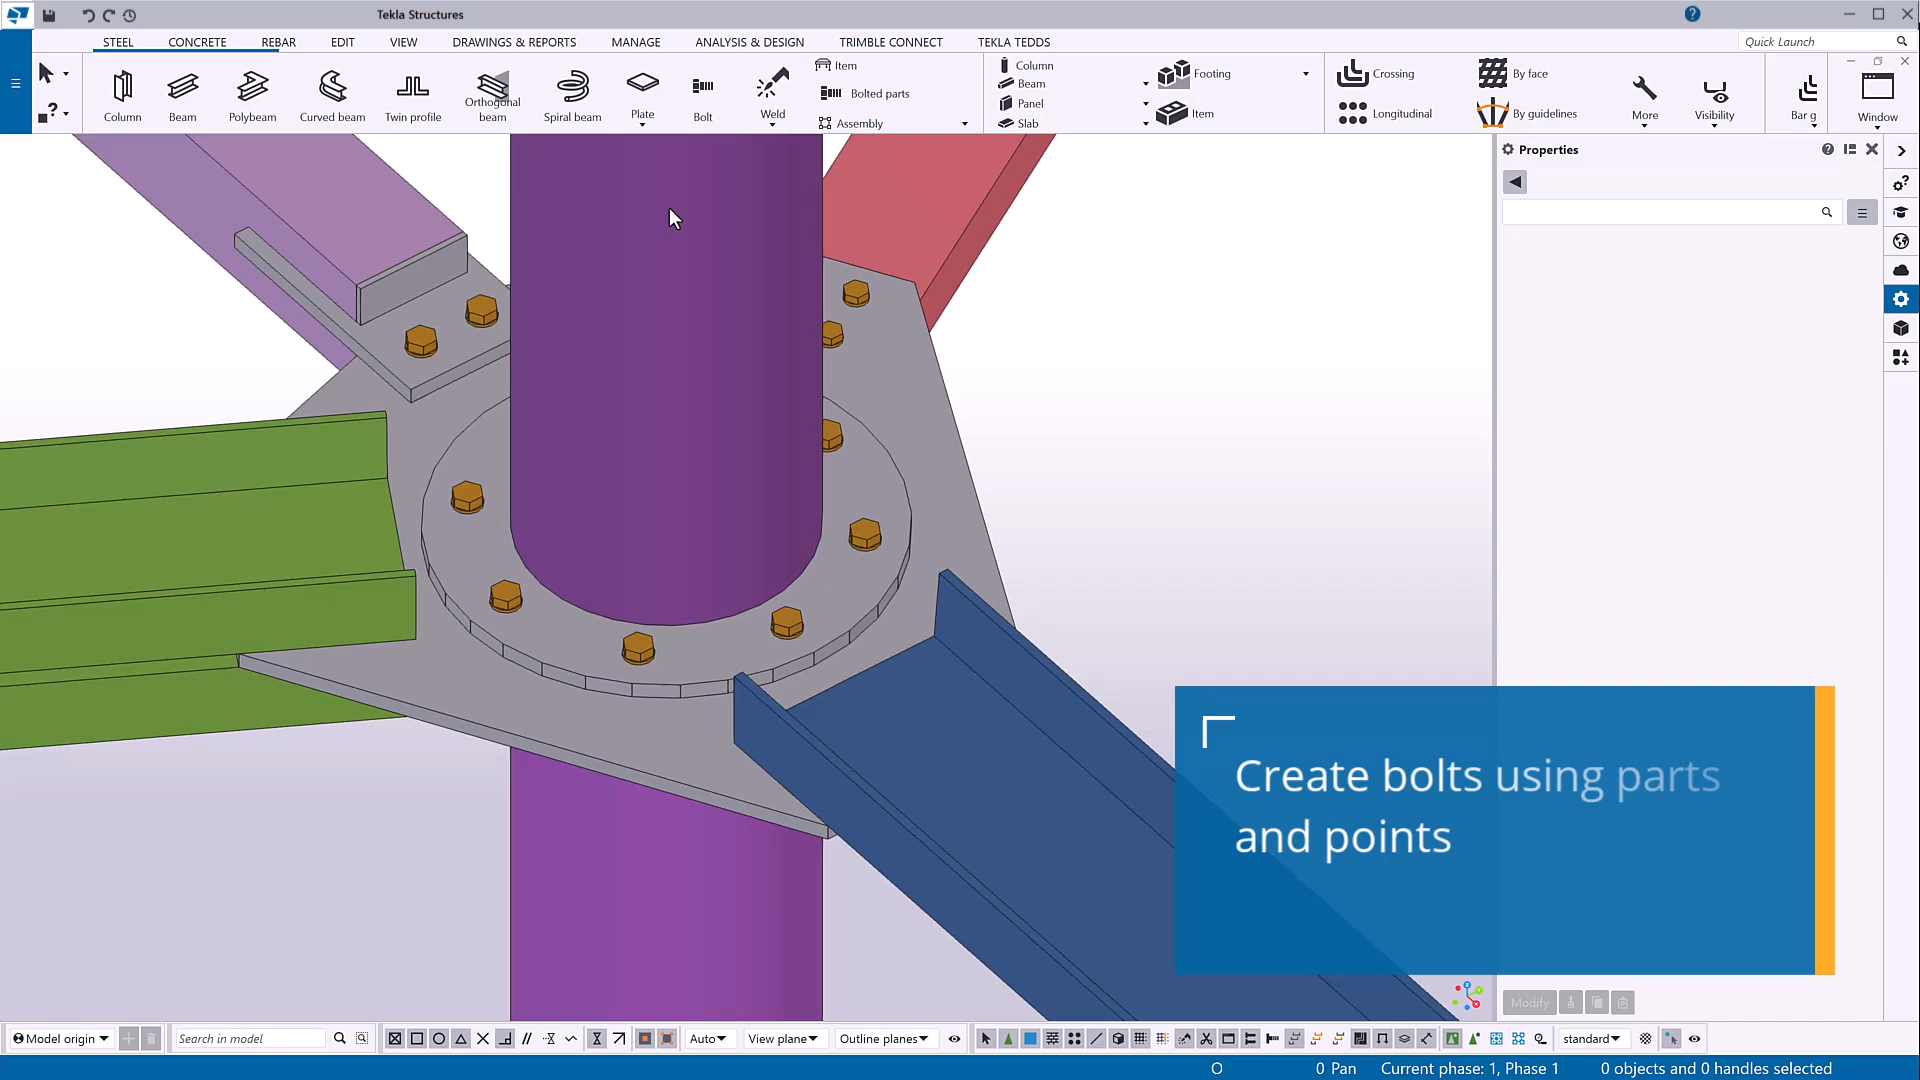 Tekla Structures
STEEL CONCRETE REBAR EDIT VIEW DRAWINGS & REPORTS MANAGE ANALYSIS & DESIGN TRIMBLE CONNECT TEKLA TEDDS
Quick Launch
Column
Beam
Polybeam
Curved beam
Twin profile
Orthogonal
beam
Spiral beam
Plate
Bolt
Weld
Item
Bolted parts
Assembly
Column
Beam
Panel
Slab
Footing
Item
Crossing
Longitudinal
By face
By guidelines
More
Visibility
Bar g
Window
Properties
Create bolts using parts
and points
Modify
Model origin
Search in model
Auto
View plane
Outline planes
standard
O
0 Pan
Current phase: 1, Phase 1
0 objects and 0 handles selected